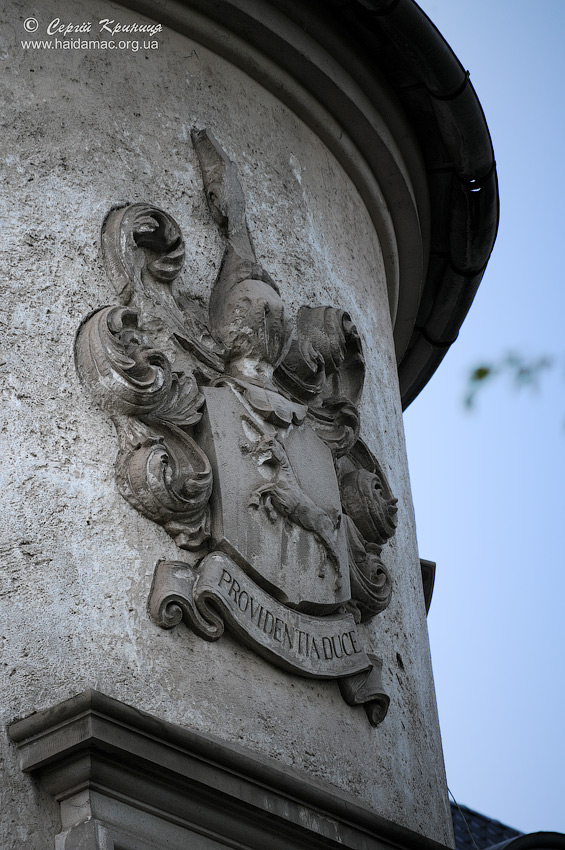 © Сергій Криниця
www.haidamac.org.ua
PROVIDENTIA DUCE